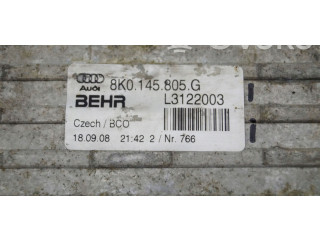 Audi 8K0.145.805.G
BEHR L3122003
Czech / BCO
18.09.08 21:42 2 / Nr. 766